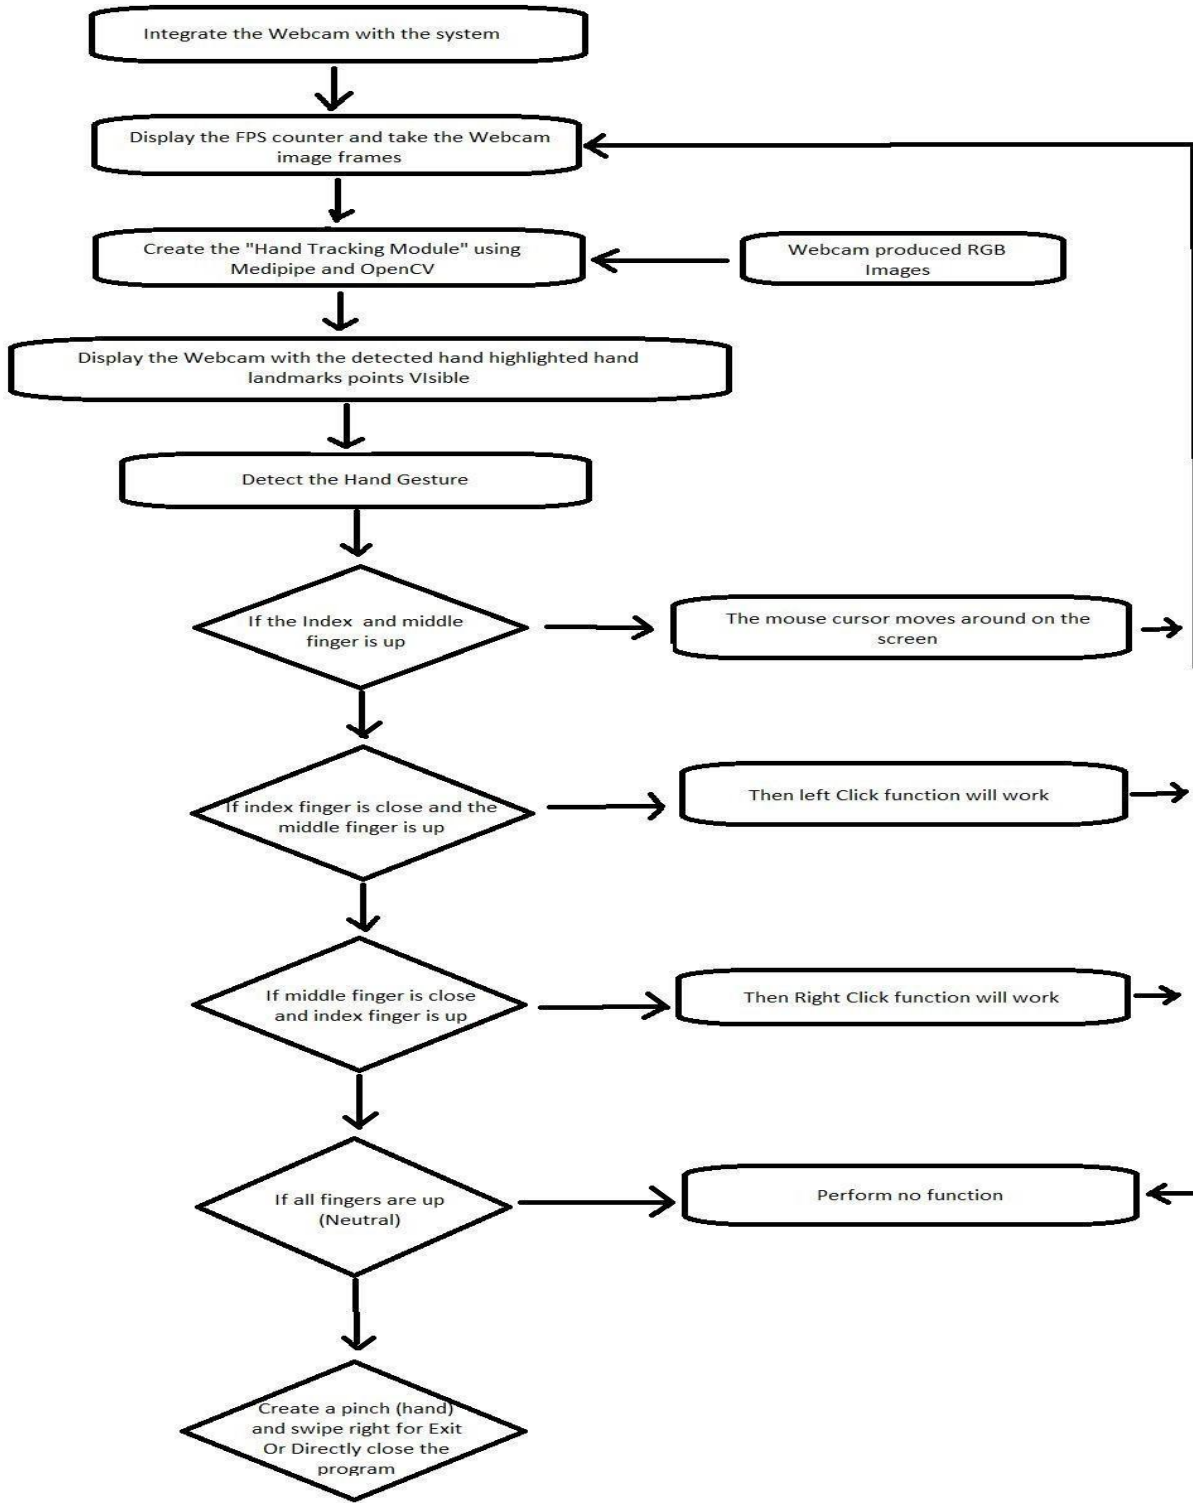 Integrate the Webcam with the system
Display the FPS counter and take the Webcam
image frames
Create the "Hand Tracking Module" using
Medipipe and OpenCV
Webcam produced RGB
Images
Display the Webcam with the detected hand highlighted hand
landmarks points VIsible
Detect the Hand Gesture
If the Index and middle
finger is up
The mouse cursor moves around on the
screen
If index finger is close and the
middle finger is up
Then left Click function will work
If middle finger is close
and index finger is up
Then Right Click function will work
If all fingers are up
(Neutral)
Perform no function
Create a pinch (hand)
and swipe right for Exit
Or Directly close the
program